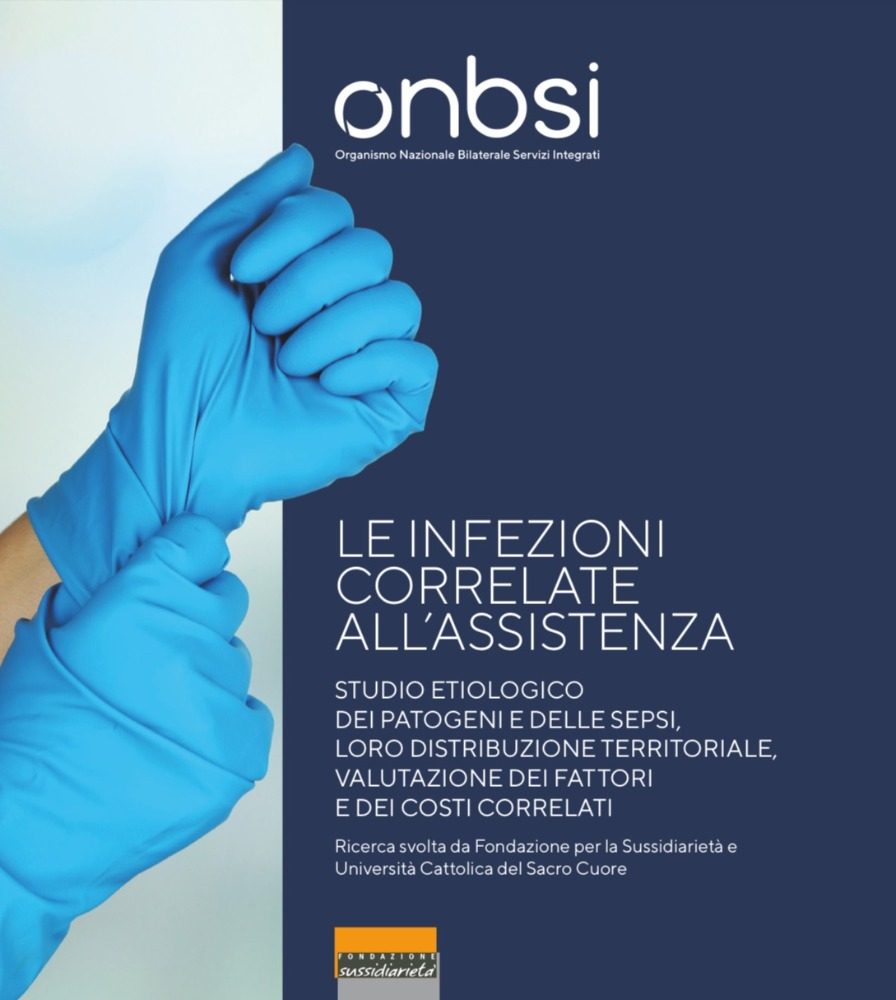 onbsi
Organismo Nazionale Bilaterale Servizi Integrati
LE INFEZIONI
CORRELATE
ALL'ASSISTENZA
STUDIO ETIOLOGICO
DEI PATOGENI E DELLE SEPSI,
LORO DISTRIBUZIONE TERRITORIALE,
VALUTAZIONE DEI FATTORI
E DEI COSTI CORRELATI
Ricerca svolta da Fondazione per la Sussidiarietà e
Università Cattolica del Sacro Cuore
FONDAZIONE
sussidiarietà